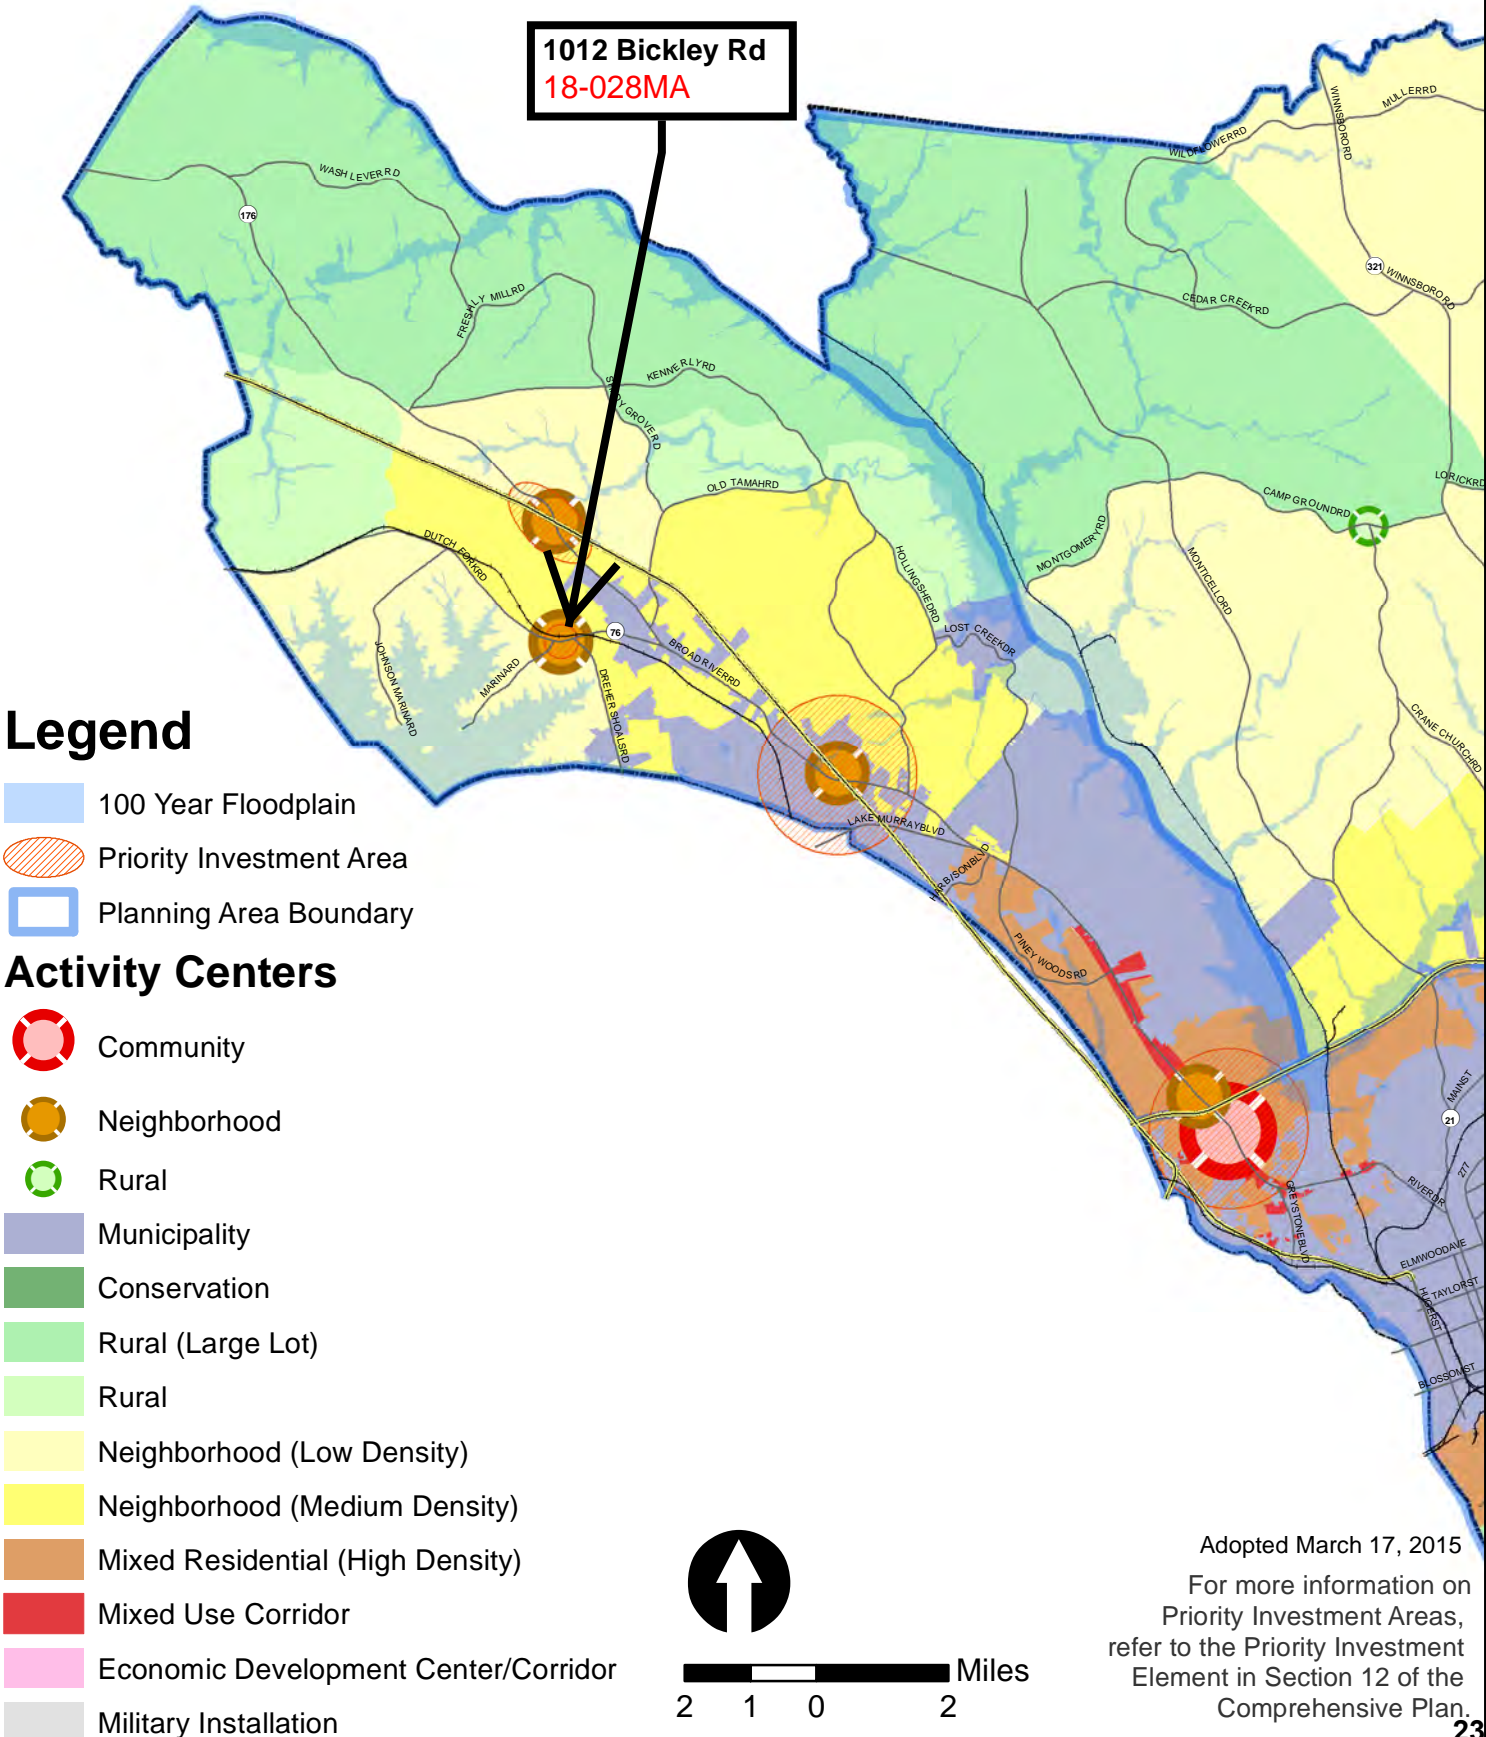 1012 Bickley Rd
18-028MA
WINNSBORO RD
MULLER RD
WILDFLOWER RD
WASH LEVER RD
176
321
WINNSBORO RD
FRESHLY MILL RD
CEDAR CREEK RD
KENNERLY RD
STADY GROVE RD
OLD TAMAH RD
LORICK RD
CAMP GROUND RD
MONTGOMERY RD
DUTCH FORK RD
HOLLINGSHED RD
MONTICELLO RD
LOST CREEK DR
76
BROAD RIVER RD
JOHNSON MARINA RD
MARINA RD
DREHER SHOALS RD
CRANE CHURCH RD
LAKE MURRAY BLVD
HARBISON BLVD
PINEY WOODS RD
MAIN ST
21
277
RIVER DR
GREYSTONE BLVD
ELMWOOD AVE
TAYLOR ST
HUGER ST
BLOSSOM ST
Legend
100 Year Floodplain
Priority Investment Area
Planning Area Boundary
Activity Centers
Community
Neighborhood
Rural
Municipality
Conservation
Rural (Large Lot)
Rural
Neighborhood (Low Density)
Neighborhood (Medium Density)
Mixed Residential (High Density)
Mixed Use Corridor
Economic Development Center/Corridor
Military Installation
Miles
2 1 0 2
Adopted March 17, 2015
For more information on
Priority Investment Areas,
refer to the Priority Investment
Element in Section 12 of the
Comprehensive Plan.
23